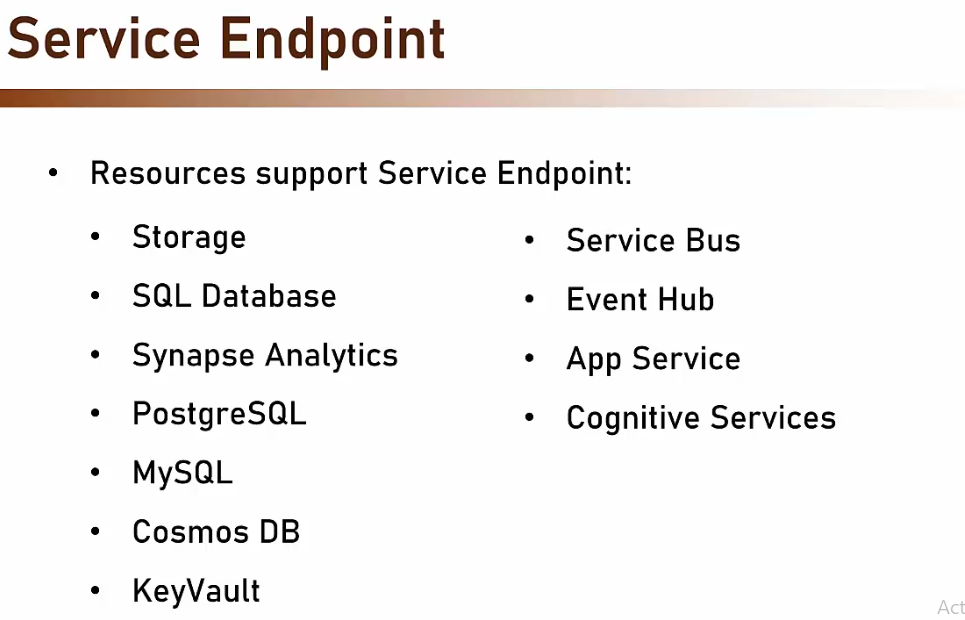 Service Endpoint
• Resources support Service Endpoint:
• Storage
• SQL Database
• Synapse Analytics
• PostgreSQL
• MySQL
• Cosmos DB
• KeyVault
• Service Bus
• Event Hub
• App Service
• Cognitive Services
Act